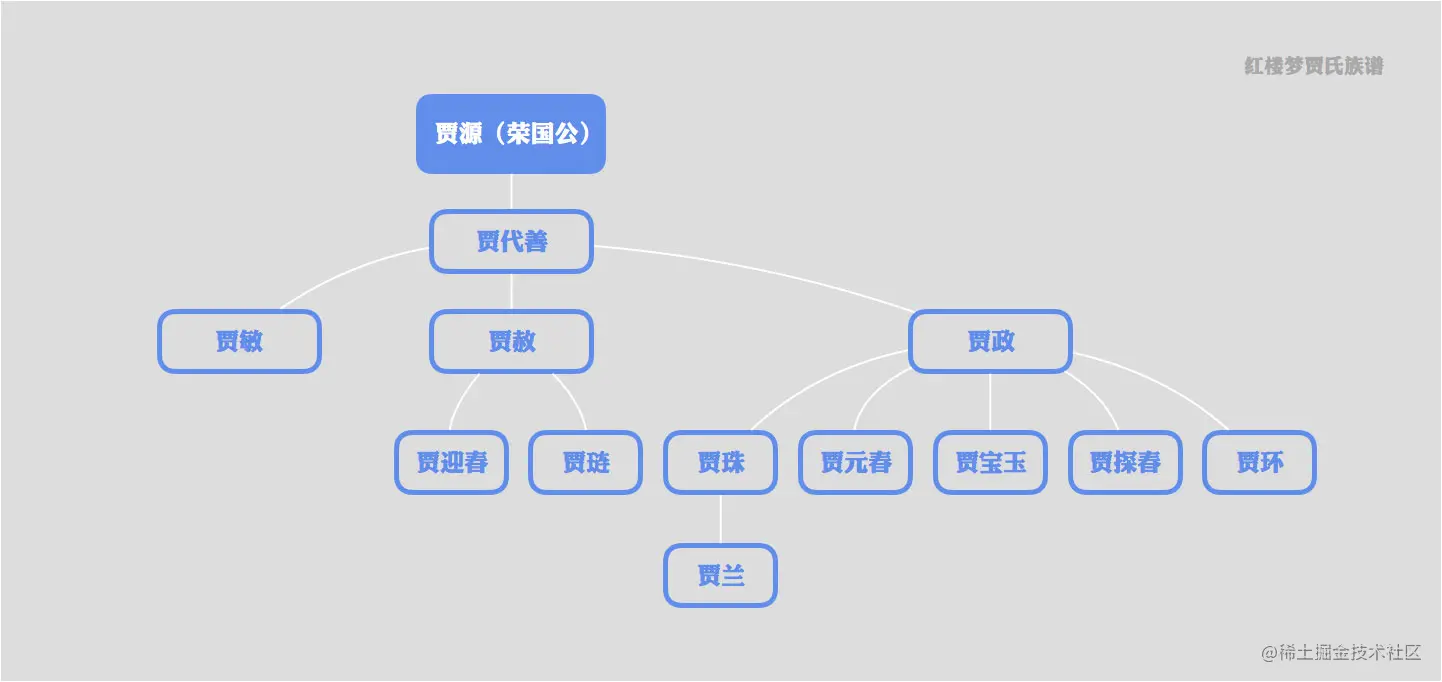 红楼梦贾氏族谱
贾源（荣国公）
贾代善
贾敏
贾赦
贾政
贾迎春
贾琏
贾珠
贾元春
贾宝玉
贾探春
贾环
贾兰
@稀土掘金技术社区